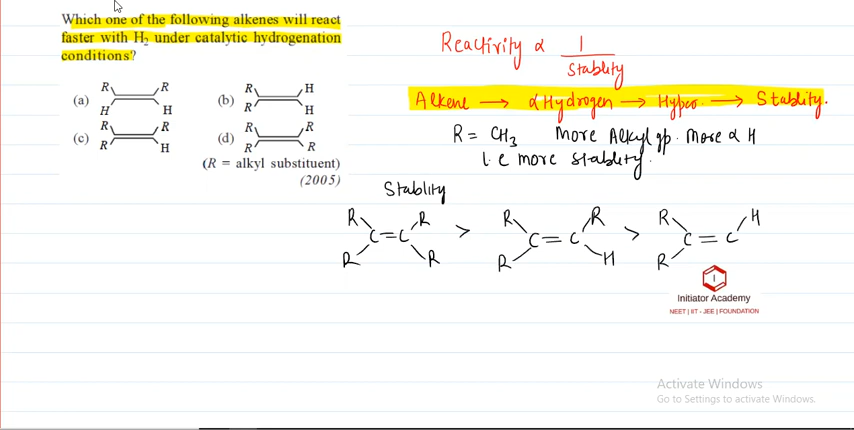 Which one of the following alkenes will react
faster with H2 under catalytic hydrogenation
conditions?
(a) R R H H
(b) R H R H
(c) R R R H
(d) R R R R
(R = alkyl substituent)
(2005)
Reactivity α 1
Stablity
Alkene → α Hydrogen → Hyper. → Stablity.
R = CH3 More Alkyl gp. More α H
i.e more stablity.
Stablity
R R R R
C=C C=C C=C
> >
R R R H
R H R
Initiator Academy
NEET | IIT - JEE | FOUNDATION
Activate Windows
Go to Settings to activate Windows.